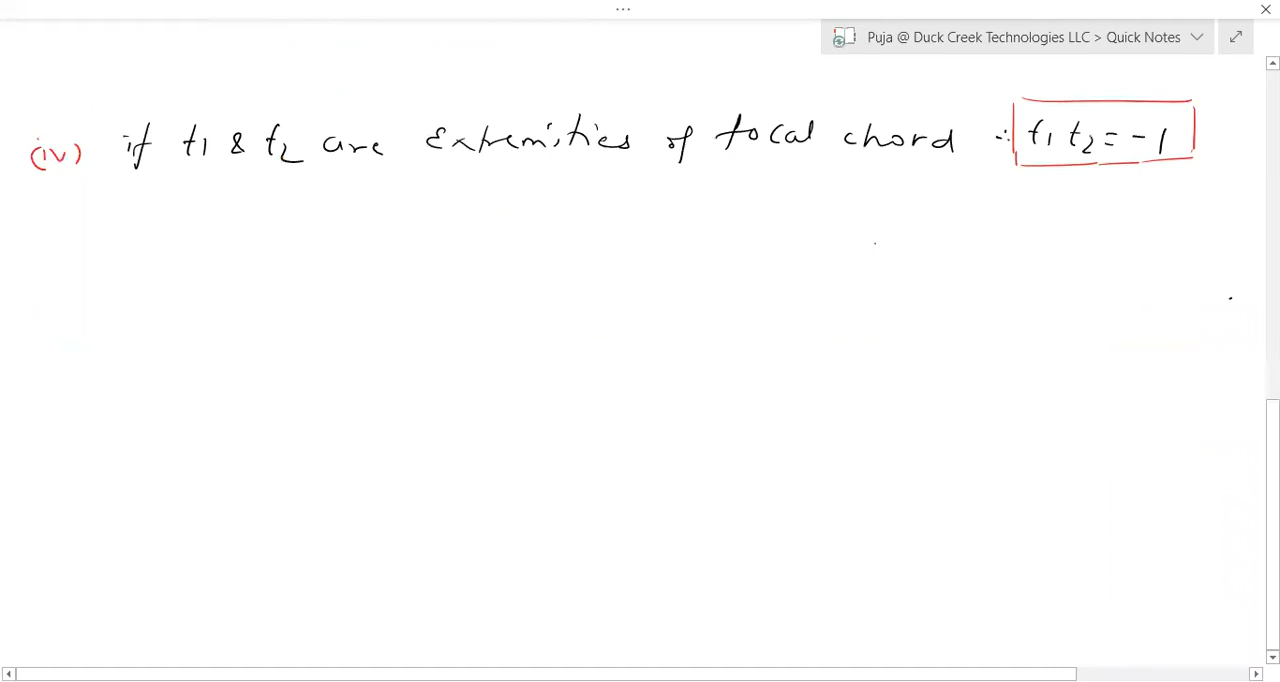 Puja @ Duck Creek Technologies LLC > Quick Notes
(iv) if t1 & t2 are Extremities of focal chord ∴ t1 t2 = -1